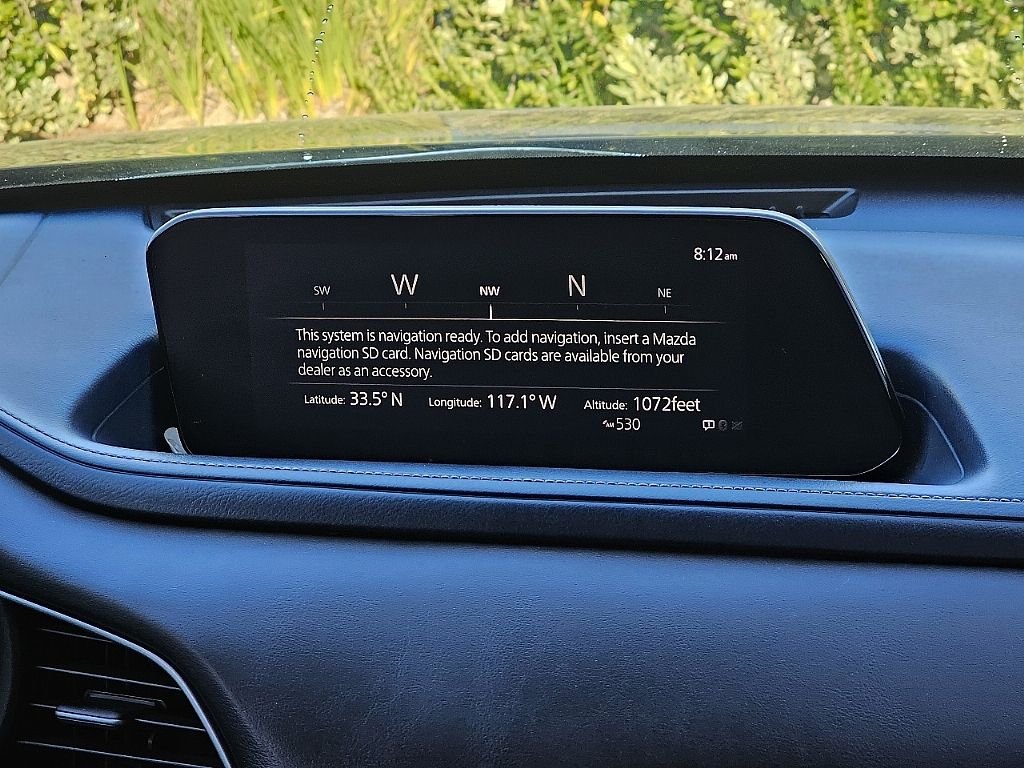 8:12am
SW W NW N NE
This system is navigation ready. To add navigation, insert a Mazda
navigation SD card. Navigation SD cards are available from your
dealer as an accessory.
Latitude: 33.5° N Longitude: 117.1° W Altitude: 1072feet
AM 530